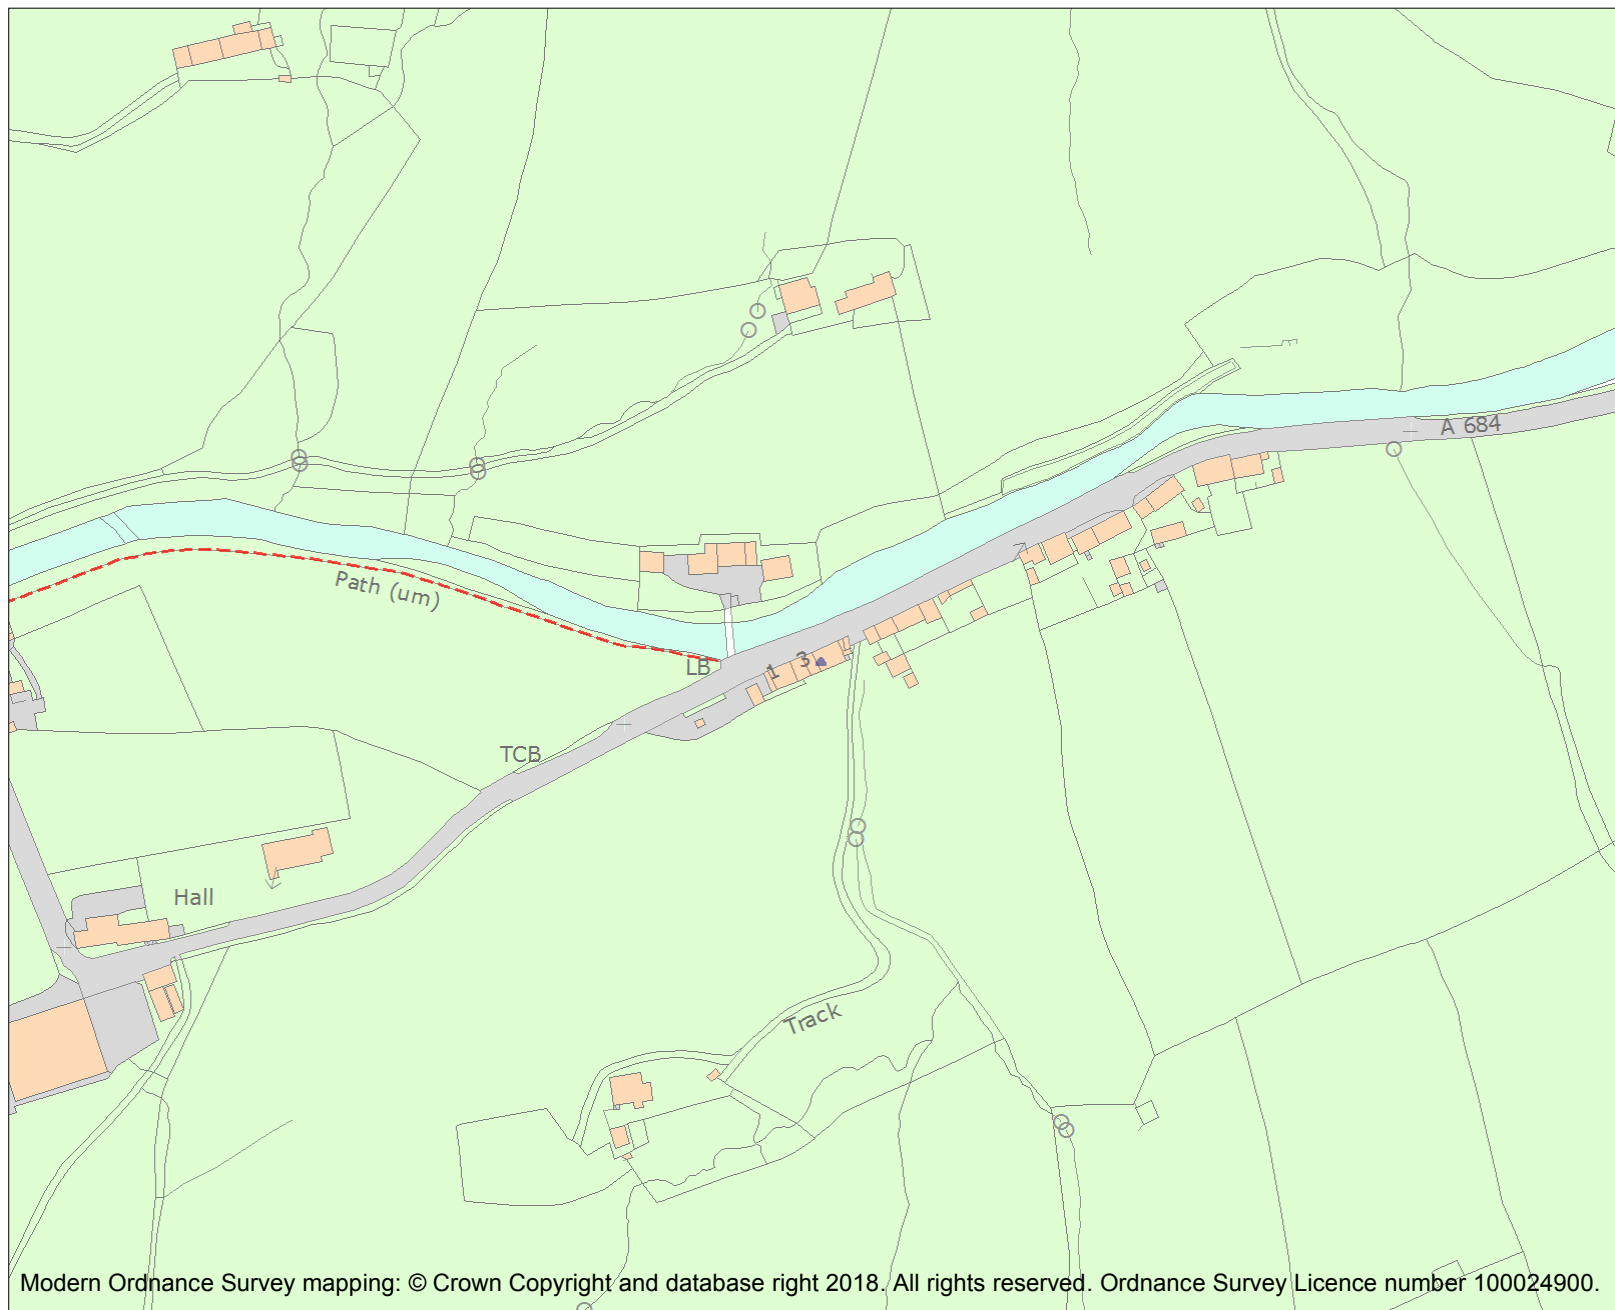 A 684
Path (um)
LB
1 3
TCB
Hall
Track
Modern Ordnance Survey mapping: © Crown Copyright and database right 2018. All rights reserved. Ordnance Survey Licence number 100024900.